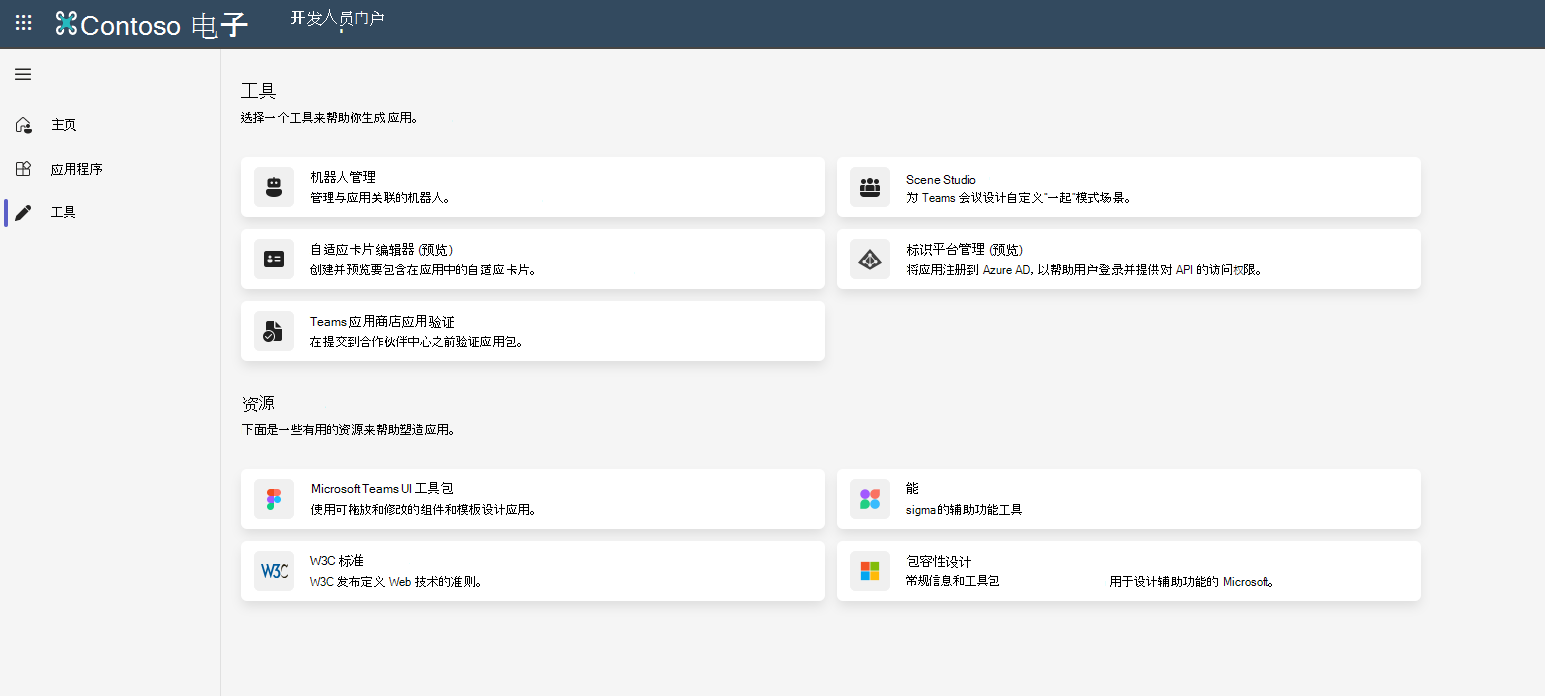 Contoso 电子
开发人员门户
主页
应用程序
工具
工具
选择一个工具来帮助你生成应用。
机器人管理
管理与应用关联的机器人。
Scene Studio
为 Teams 会议设计自定义"一起"模式场景。
自适应卡片编辑器 (预览)
创建并预览要包含在应用中的自适应卡片。
标识平台管理 (预览)
将应用注册到 Azure AD, 以帮助用户登录并提供对 API 的访问权限。
Teams 应用商店应用验证
在提交到合作伙伴中心之前验证应用包。
资源
下面是一些有用的资源来帮助塑造应用。
Microsoft Teams UI 工具包
使用可拖放和修改的组件和模板设计应用。
能
sigma的辅助功能工具
W3C
W3C 标准
W3C 发布定义 Web 技术的准则。
包容性设计
常规信息和工具包 用于设计辅助功能的 Microsoft。